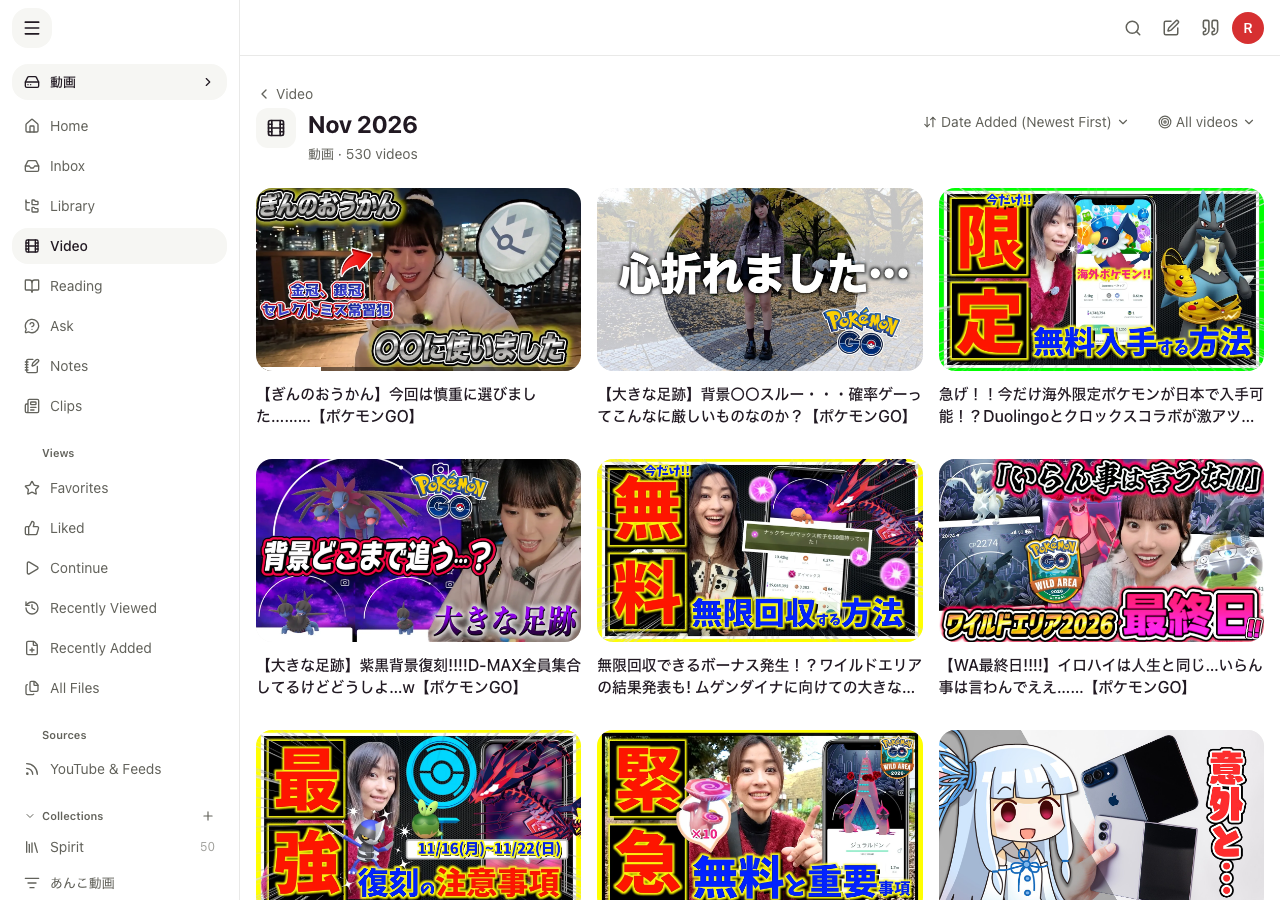 R
動画
Home
Inbox
Library
Video
Reading
Ask
Notes
Clips
Views
Favorites
Liked
Continue
Recently Viewed
Recently Added
All Files
Sources
YouTube & Feeds
Collections
Spirit 50
あんこ動画
Video
Nov 2026
動画 · 530 videos
Date Added (Newest First)
All videos
ぎんのおうかん
金冠、銀冠
セレクトミス常習犯
〇〇に使いました
【ぎんのおうかん】今回は慎重に選びまし
た………【ポケモンGO】
心折れました…
Pokémon
GO
【大きな足跡】背景〇〇スルー・・・確率ゲーっ
てこんなに厳しいものなのか？【ポケモンGO】
今だけ!!
限定
海外ポケモン!!
無料入手する方法
急げ！！今だけ海外限定ポケモンが日本で入手可
能！？Duolingoとクロックスコラボが激アツ...
Pokémon
GO
背景どこまで追う…？
大きな足跡
【大きな足跡】紫黒背景復刻!!!!D-MAX全員集合
してるけどどうしよ...w【ポケモンGO】
今だけ!!
無料
無限回収する方法
無限回収できるボーナス発生！？ワイルドエリア
の結果発表も! ムゲンダイナに向けての大きな...
「いらん事は言うな!!」
CP2274
Pokémon
GO
WILD AREA
2026
ワイルドエリア2026 最終日!!
【WA最終日!!!!】イロハイは人生と同じ...いらん
事は言わんでええ……【ポケモンGO】
最強
11/16(月)~11/22(日)
復刻の注意事項
緊急
×10
GO
WILD AREA
2026
ジュラルドン
無料と重要事項
意外と…